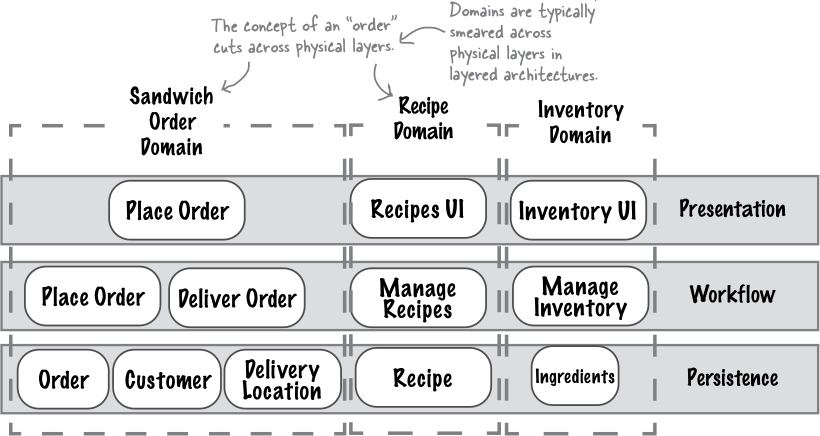 The concept of an “order”
cuts across physical layers.
Domains are typically
smeared across
physical layers in
layered architectures.
Sandwich
Order
Domain
Recipe
Domain
Inventory
Domain
Place Order
Recipes UI
Inventory UI
Presentation
Place Order
Deliver Order
Manage
Recipes
Manage
Inventory
Workflow
Order
Customer
Delivery
Location
Recipe
Ingredients
Persistence